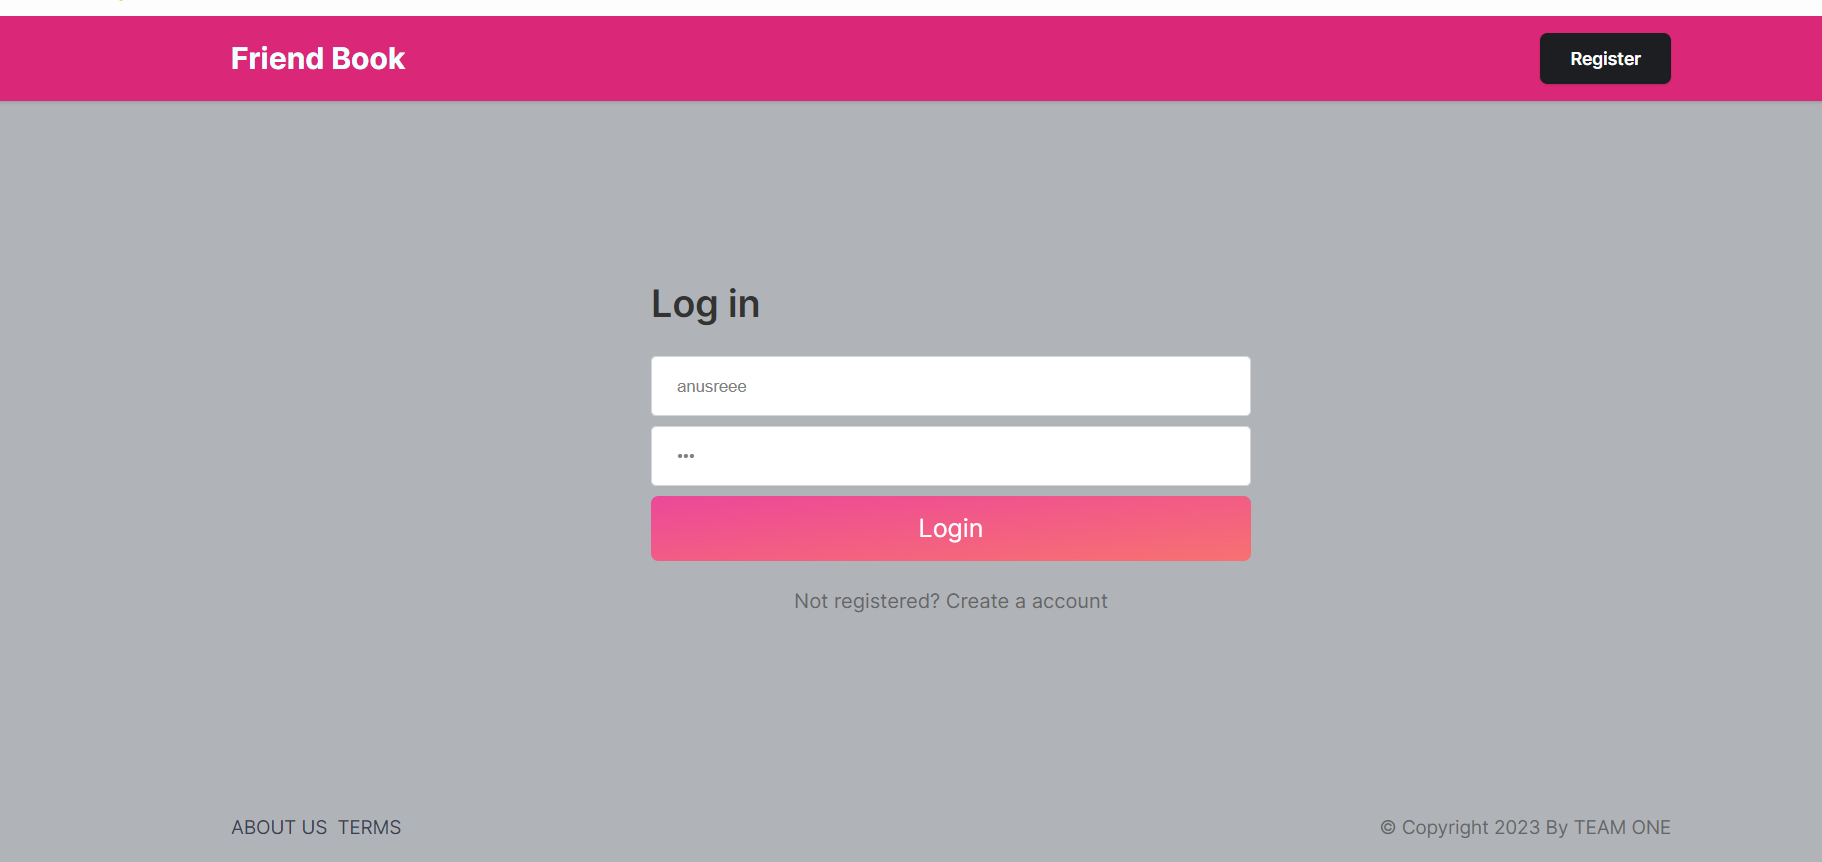 Friend Book
Register
Log in
anusreee
•••
Login
Not registered? Create a account
ABOUT US TERMS
© Copyright 2023 By TEAM ONE